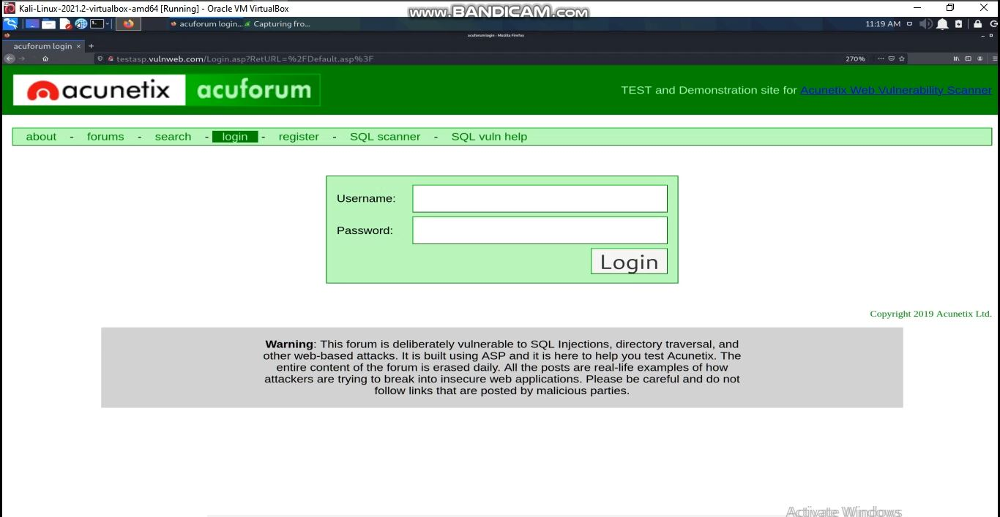 Kali-Linux-2021.2-virtualbox-amd64 [Running] - Oracle VM VirtualBox
www.BANDICAM.com
acuforum login... Capturing fro...
11:19 AM
acuforum login - Mozilla Firefox
acuforum login × +
testasp.vulnweb.com/Login.asp?RetURL=%2FDefault.asp%3F
270%
acunetix acuforum
TEST and Demonstration site for Acunetix Web Vulnerability Scanner
about - forums - search - login - register - SQL scanner - SQL vuln help
Username:
Password:
Login
Copyright 2019 Acunetix Ltd.
Warning: This forum is deliberately vulnerable to SQL Injections, directory traversal, and
other web-based attacks. It is built using ASP and it is here to help you test Acunetix. The
entire content of the forum is erased daily. All the posts are real-life examples of how
attackers are trying to break into insecure web applications. Please be careful and do not
follow links that are posted by malicious parties.
Activate Windows